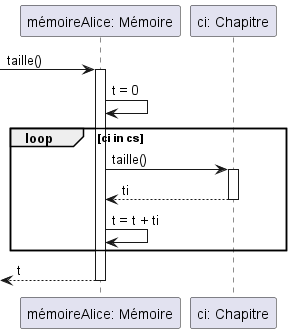 mémoireAlice: Mémoire
ci: Chapitre
taille()
t = 0
loop
[ci in cs]
taille()
ti
t = t + ti
t
mémoireAlice: Mémoire
ci: Chapitre